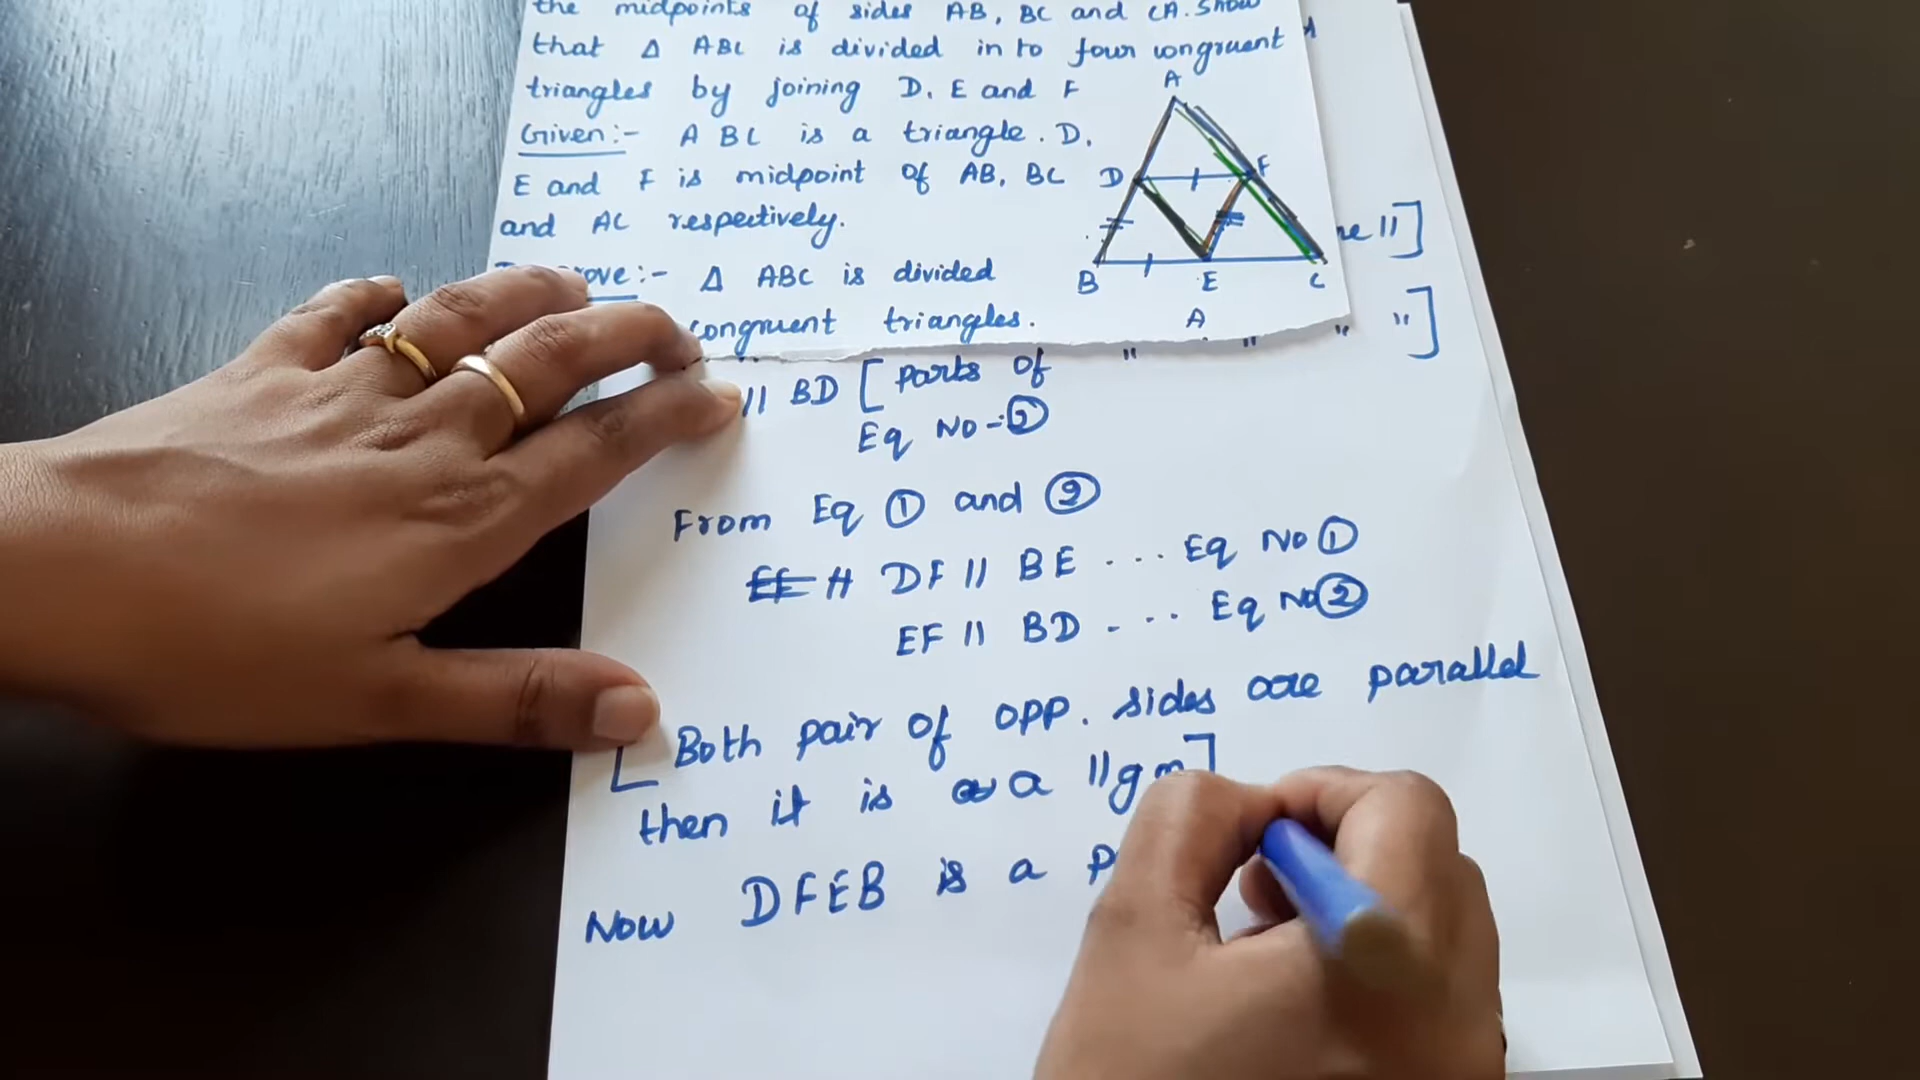 the midpoints of sides AB, BC and CA. Show
that Δ ABC is divided in to four congruent
triangles by joining D, E and F
Given:- ABC is a triangle. D,
E and F is midpoint of AB, BC
and AC respectively.
:- Δ ABC is divided
congruent triangles.
A
D
F
B
E
C
A
||]
" " " "]
|| BD [Parts of
Eq No-②
From Eq ① and ②
DF || BE ... Eq No ①
EF || BD ... Eq No ②
[Both pair of opp. sides are parallel
then it is a ||gm]
Now DFEB is a P